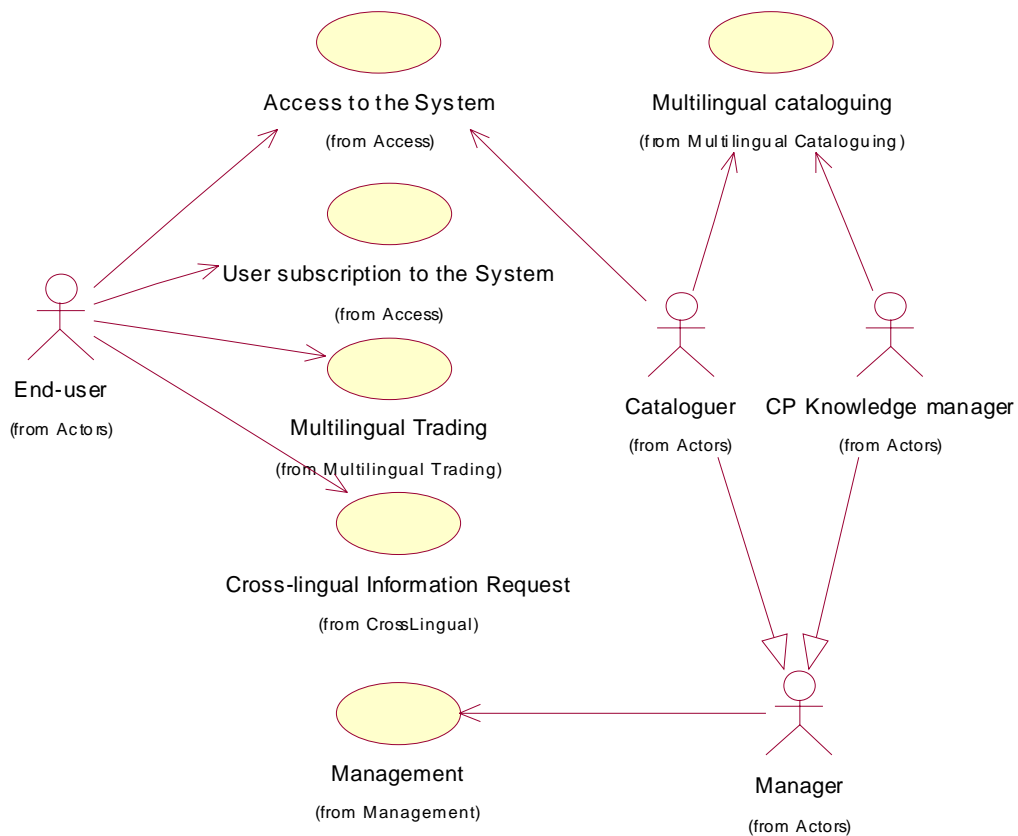 Access to the System
(from Access)
Multilingual cataloguing
(from Multilingual Cataloguing)
User subscription to the System
(from Access)
End-user
(from Actors)
Multilingual Trading
(from Multilingual Trading)
Cataloguer
(from Actors)
CP Knowledge manager
(from Actors)
Cross-lingual Information Request
(from CrossLingual)
Management
(from Management)
Manager
(from Actors)